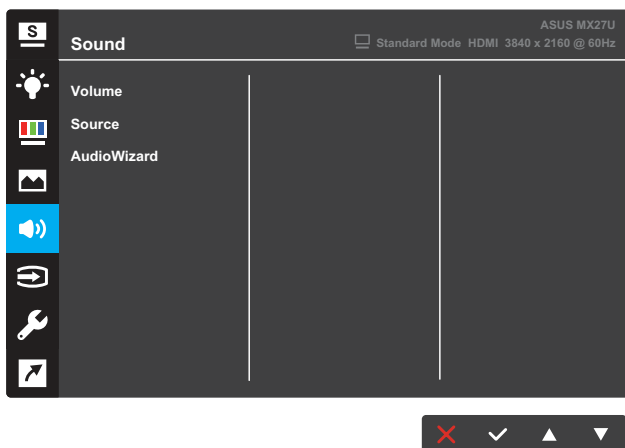 S
ASUS MX27U
Sound
Standard Mode HDMI 3840 x 2160 @ 60Hz
Volume
Source
AudioWizard